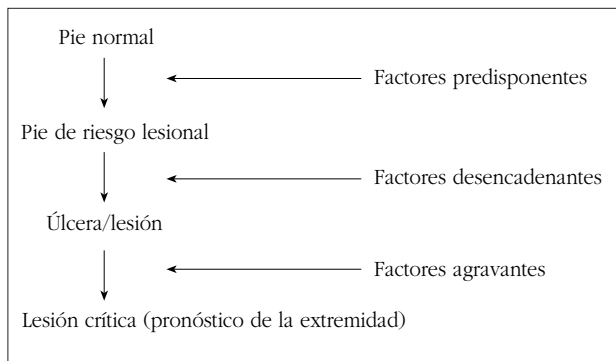 Pie normal
Factores predisponentes
Pie de riesgo lesional
Factores desencadenantes
Úlcera/lesión
Factores agravantes
Lesión crítica (pronóstico de la extremidad)